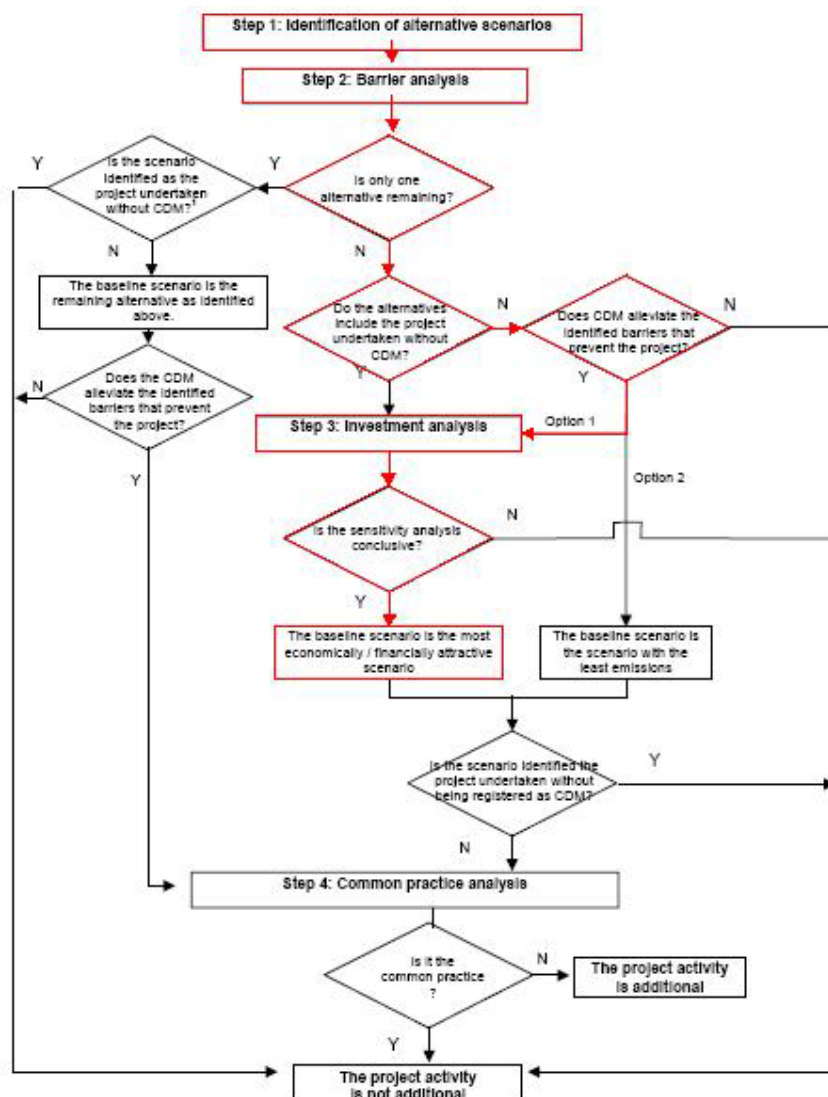 Step 1: Identification of alternative scenarios
Step 2: Barrier analysis
Y
Is the scenario
identified as the
project undertaken
without CDM?¹
Y
Is only one
alternative remaining?
N
N
The baseline scenario is the
remaining alternative as identified
above.
Do the alternatives
include the project
undertaken without
CDM?
N
Does CDM alleviate the
identified barriers that
prevent the project?
N
Y
Y
N
Does the CDM
alleviate the identified
barriers that prevent
the project?
Step 3: Investment analysis
Option 1
Y
Option 2
Is the sensitivity analysis
conclusive?
N
Y
The baseline scenario is the most
economically / financially attractive
scenario
The baseline scenario is
the scenario with the
least emissions
Is the scenario identified the
project undertaken without
being registered as CDM?
Y
N
Step 4: Common practice analysis
Is it the
common practice
?
N
The project activity
is additional
Y
The project activity
is not additional